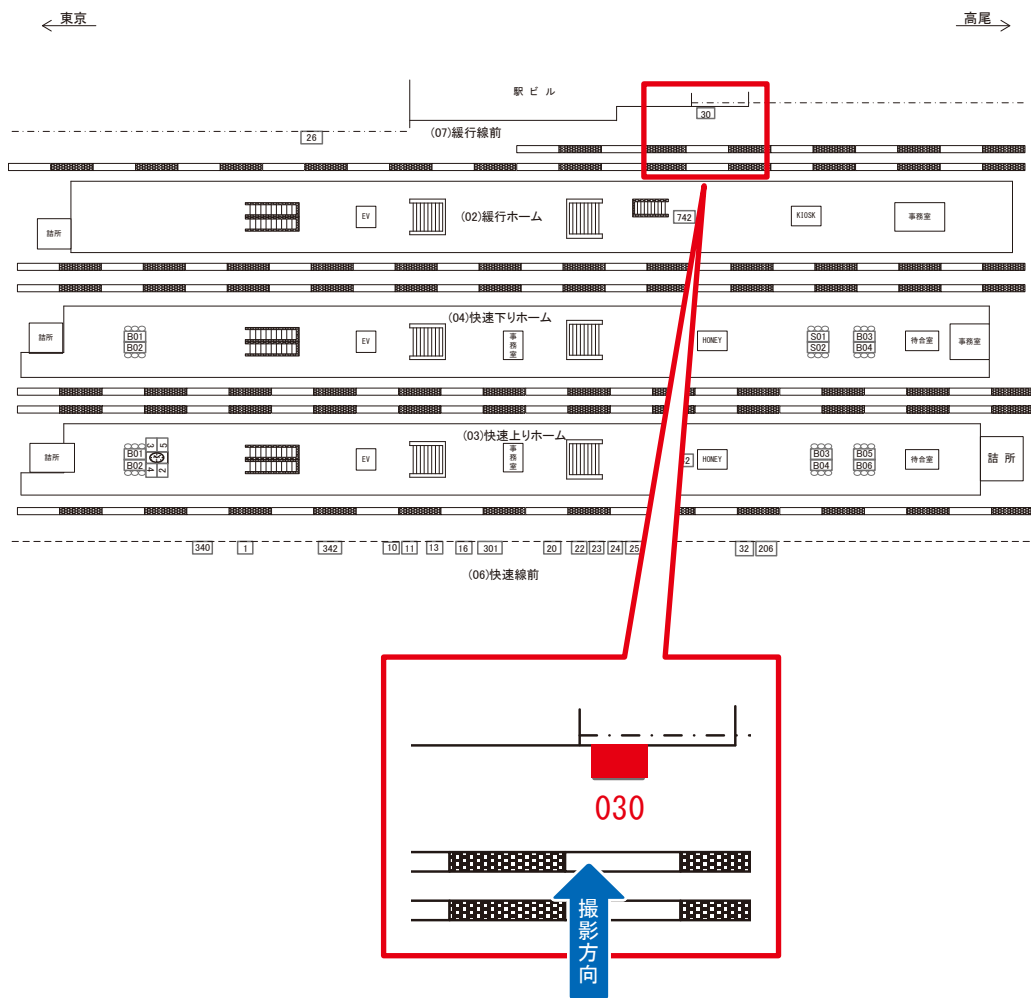 東京
高尾
駅ビル
30
(07)緩行線前
26
(02)緩行ホーム
EV
742
KIOSK
事務室
詰所
(04)快速下りホーム
詰所
B01
B02
EV
事務室
HONEY
S01
S02
B03
B04
待合室
事務室
(03)快速上りホーム
詰所
B01
B02
3 5
4 2
EV
事務室
2
HONEY
B03
B04
B05
B06
待合室
詰所
340
1
342
10
11
13
16
301
20
22
23
24
25
32
206
(06)快速線前
030
撮影方向